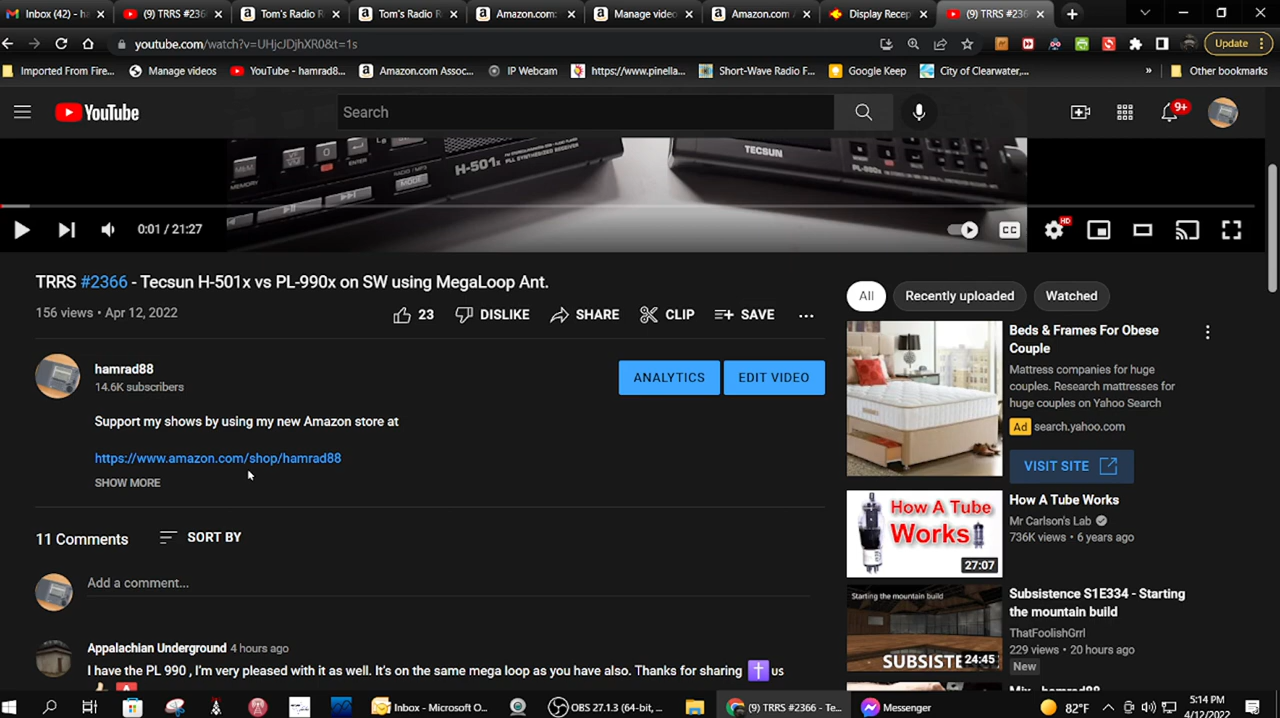 Inbox (42) - ha
(9) TRRS #236
Tom's Radio R
Tom's Radio R
Amazon.com:
Manage video
Amazon.com A
Display Recep
(9) TRRS #236
youtube.com/watch?v=UHjcJDjhXR0&t=1s
Update
Imported From Fire...
Manage videos
YouTube - hamrad8...
Amazon.com Assoc...
IP Webcam
https://www.pinella...
Short-Wave Radio F...
Google Keep
City of Clearwater,...
»
Other bookmarks
YouTube
Search
9+
MEMORY
ENTER
RADIO / MP3
MODE
H-501x
PLL SYNTHESIZED RECEIVER
TECSUN
PL-990x
0:01 / 21:27
CC
HD
TRRS #2366 - Tecsun H-501x vs PL-990x on SW using MegaLoop Ant.
156 views • Apr 12, 2022
23
DISLIKE
SHARE
CLIP
SAVE
...
hamrad88
14.6K subscribers
ANALYTICS
EDIT VIDEO
Support my shows by using my new Amazon store at
https://www.amazon.com/shop/hamrad88
SHOW MORE
11 Comments
SORT BY
Add a comment...
Appalachian Underground 4 hours ago
I have the PL 990 , I'm very pleased with it as well. It's on the same mega loop as you have also. Thanks for sharing ✝️us
All
Recently uploaded
Watched
Beds & Frames For Obese
Couple
Mattress companies for huge
couples. Research mattresses for
huge couples on Yahoo Search
Ad search.yahoo.com
VISIT SITE
How A Tube
Works
27:07
How A Tube Works
Mr Carlson's Lab
736K views • 6 years ago
Starting the mountain build
SUBSISTE
24:45
Subsistence S1E334 - Starting
the mountain build
ThatFoolishGrrl
229 views • 20 hours ago
New
Mix - hamrad88
Inbox - Microsoft O...
OBS 27.1.3 (64-bit, ...
(9) TRRS #2366 - Te...
Messenger
82°F
5:14 PM
4/12/2022